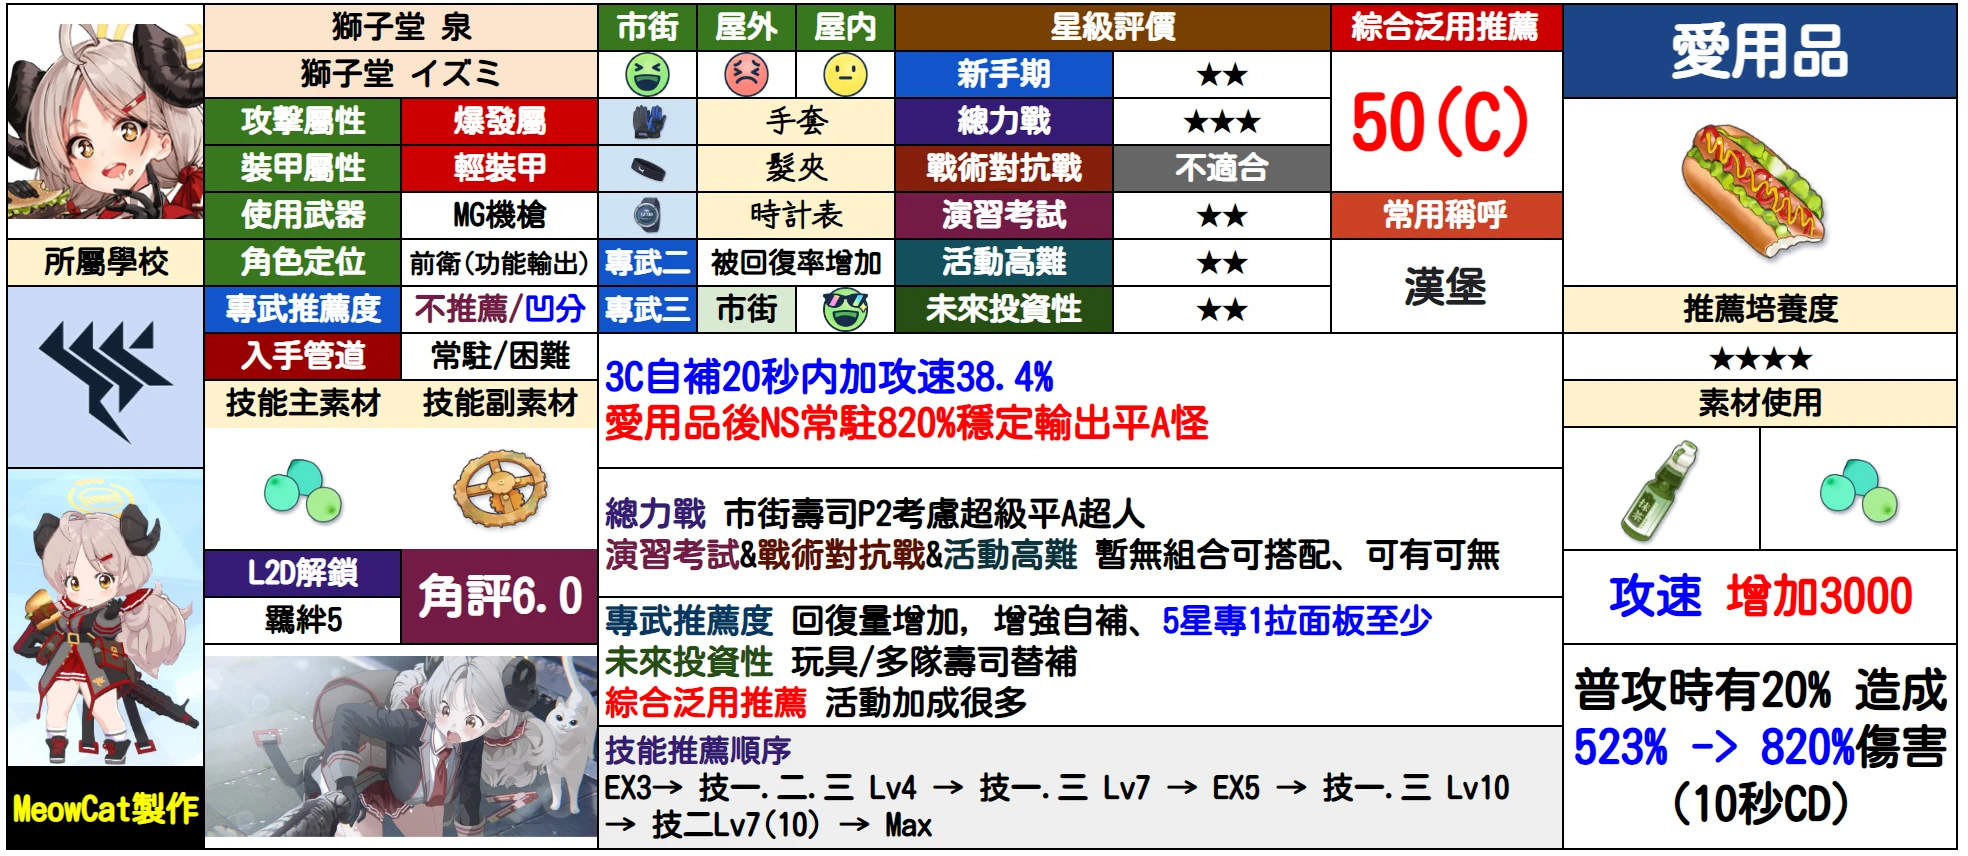 獅子堂 泉
獅子堂 イズミ
攻擊屬性 爆發屬
裝甲屬性 輕裝甲
使用武器 MG機槍
角色定位 前衛(功能輸出)
專武推薦度 不推薦/凹分
入手管道 常駐/困難
技能主素材 技能副素材
L2D解鎖
羈絆5
角評6.0
所屬學校
MeowCat製作
市街 屋外 屋内
手套
髮夾
時計表
專武二 被回復率增加
專武三 市街
星級評價
新手期 ★★
總力戰 ★★★
戰術對抗戰 不適合
演習考試 ★★
活動高難 ★★
未來投資性 ★★
綜合泛用推薦
50(C)
常用稱呼
漢堡
3C自補20秒内加攻速38.4%
愛用品後NS常駐820%穩定輸出平A怪
總力戰 市街壽司P2考慮超級平A超人
演習考試&戰術對抗戰&活動高難 暫無組合可搭配、可有可無
專武推薦度 回復量增加, 增強自補、5星專1拉面板至少
未來投資性 玩具/多隊壽司替補
綜合泛用推薦 活動加成很多
技能推薦順序
EX3→ 技一.二.三 Lv4 → 技一.三 Lv7 → EX5 → 技一.三 Lv10
→ 技二Lv7(10) → Max
愛用品
推薦培養度
★★★★
素材使用
抹茶
攻速 增加3000
普攻時有20% 造成
523% -> 820%傷害
(10秒CD)